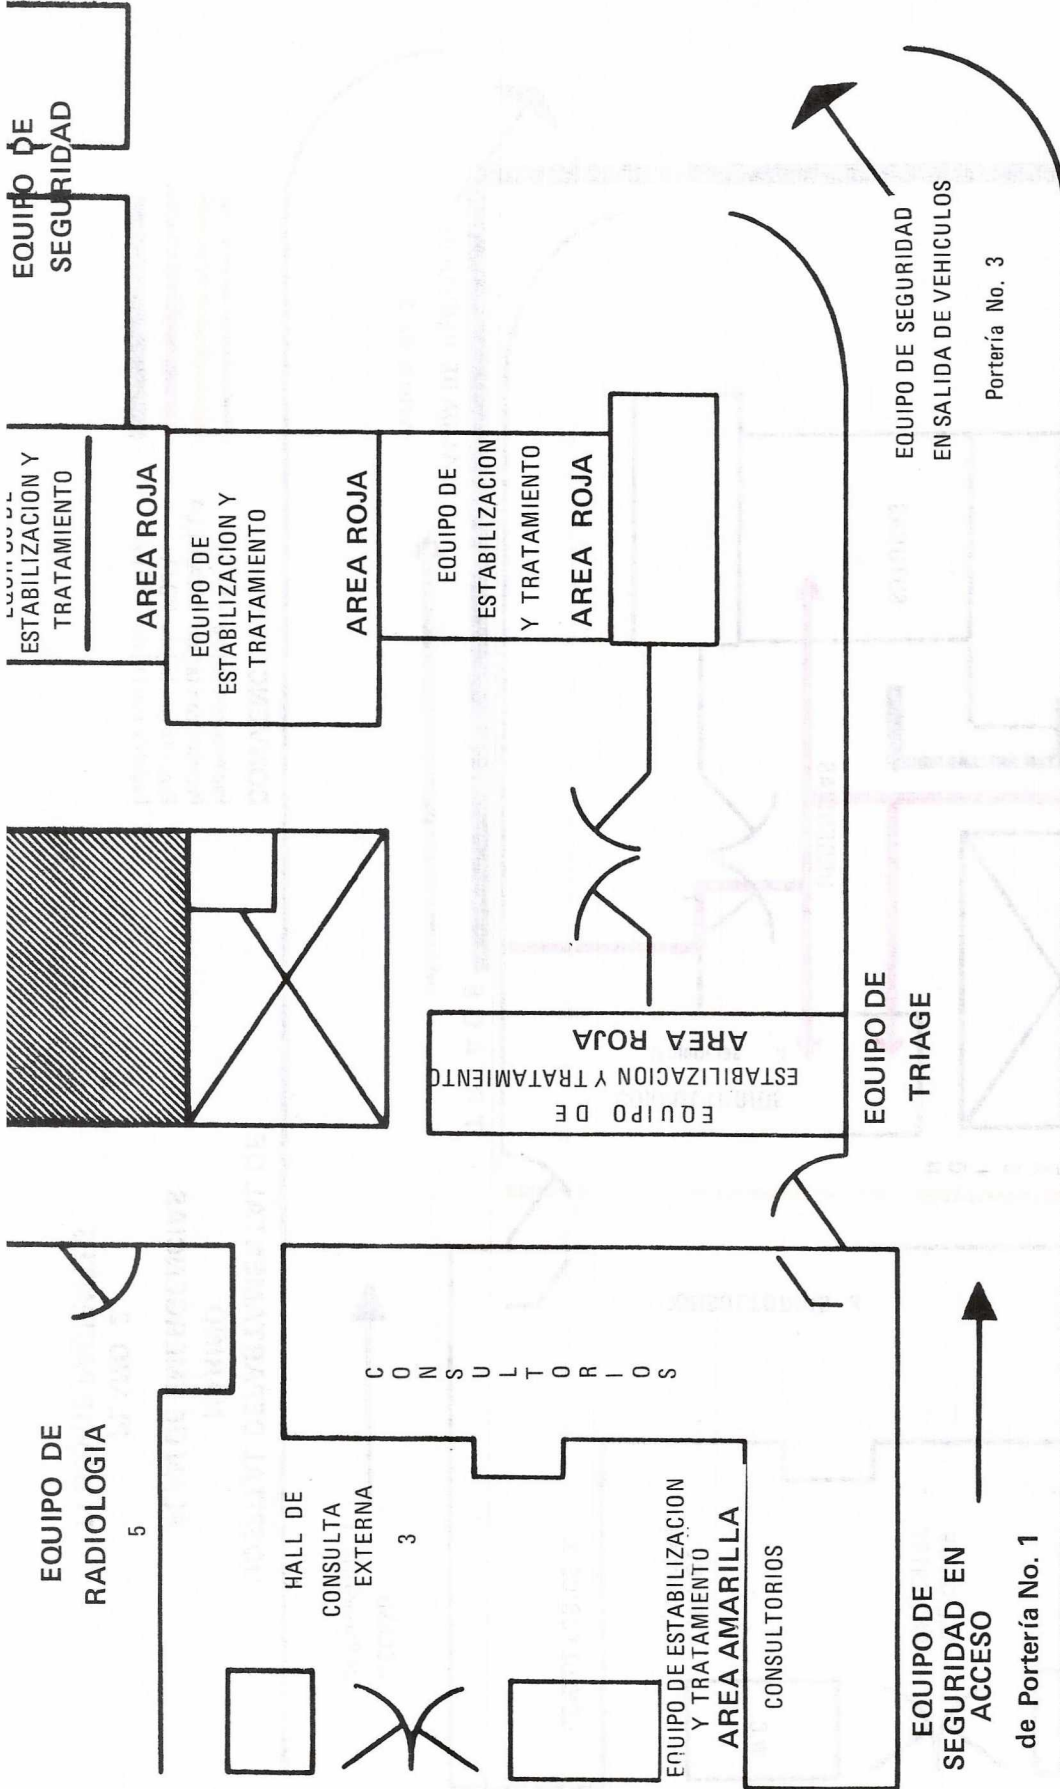 EQUIPO DE
RADIOLOGIA
5
HALL DE
CONSULTA
EXTERNA
3
CONSULTORIOS
EQUIPO DE ESTABILIZACION
Y TRATAMIENTO
AREA AMARILLA
CONSULTORIOS
EQUIPO DE
SEGURIDAD EN
ACCESO
de Portería No. 1
EQUIPO DE
ESTABILIZACION Y TRATAMIENTO
AREA ROJA
EQUIPO DE
TRIAGE
ESTABILIZACION Y
TRATAMIENTO
AREA ROJA
EQUIPO DE
ESTABILIZACION Y
TRATAMIENTO
AREA ROJA
EQUIPO DE
ESTABILIZACION
Y TRATAMIENTO
AREA ROJA
EQUIPO DE
SEGURIDAD
EQUIPO DE SEGURIDAD
EN SALIDA DE VEHICULOS
Portería No. 3